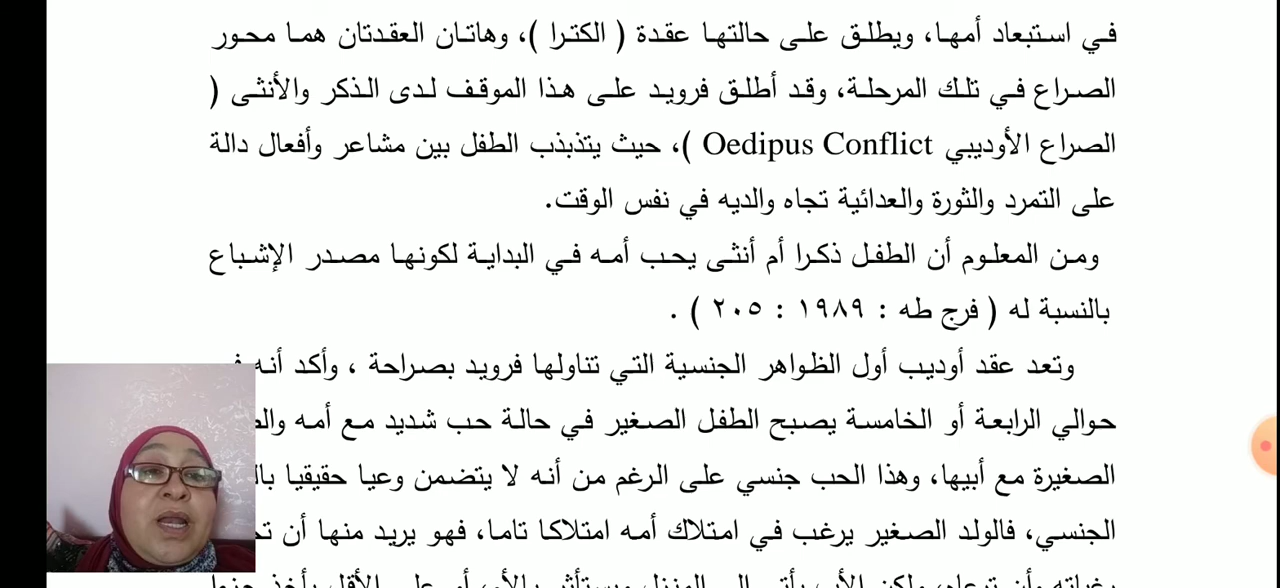 في استبعاد أمها، ويطلق على حالتها عقدة ( الكترا )، وهاتان العقدتان هما محور
الصراع في تلك المرحلة، وقد أطلق فرويد على هذا الموقف لدى الذكر والأنثى (
الصراع الأوديبي Oedipus Conflict )، حيث يتذبذب الطفل بين مشاعر وأفعال دالة
على التمرد والثورة والعدائية تجاه والديه في نفس الوقت.
ومن المعلوم أن الطفل ذكرا أم أنثى يحب أمه في البداية لكونها مصدر الإشباع
بالنسبة له ( فرج طه : ١٩٨٩ : ٢٠٥ ) .
وتعد عقد أوديب أول الظواهر الجنسية التي تناولها فرويد بصراحة ، وأكد أنه
حوالي الرابعة أو الخامسة يصبح الطفل الصغير في حالة حب شديد مع أمه
الصغيرة مع أبيها، وهذا الحب جنسي على الرغم من أنه لا يتضمن وعيا حقيقيا
الجنسي، فالولد الصغير يرغب في امتلاك أمه امتلاكا تاما، فهو يريد منها أن